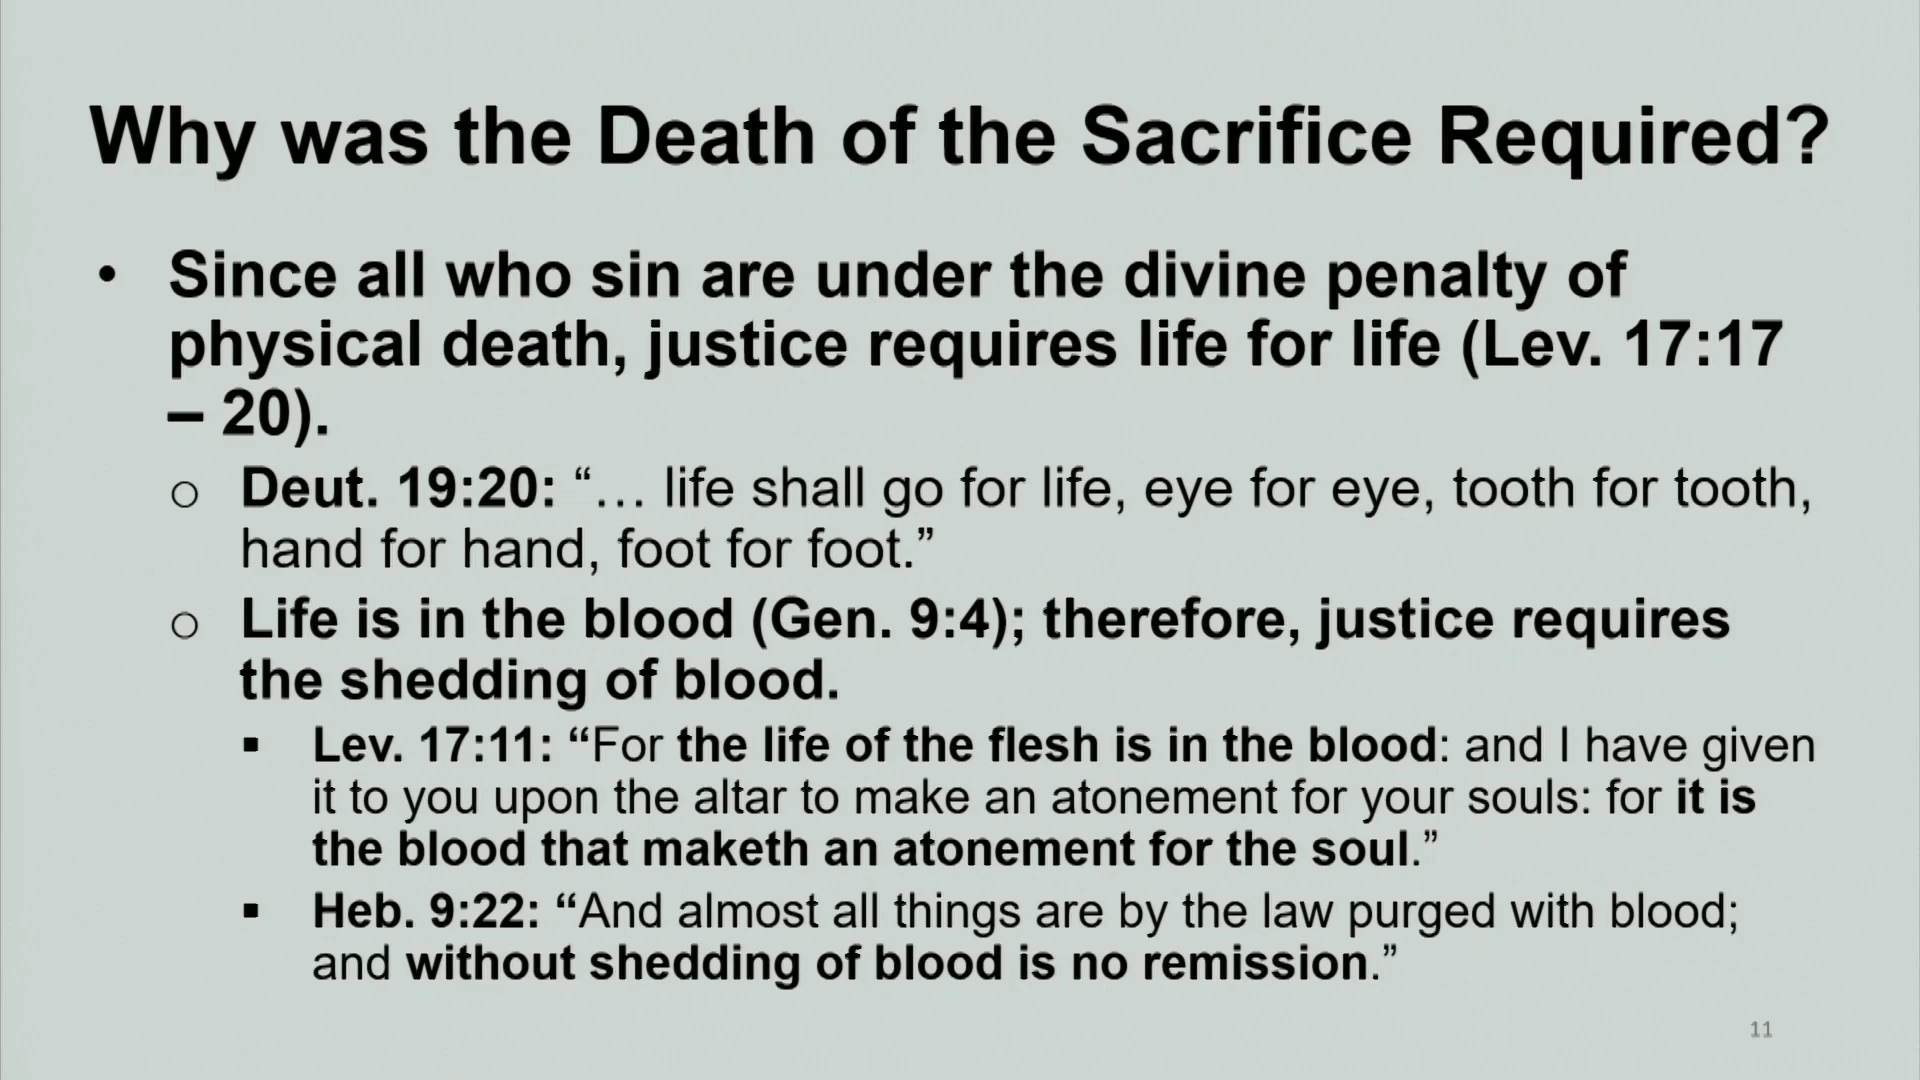 Why was the Death of the Sacrifice Required?
• Since all who sin are under the divine penalty of
physical death, justice requires life for life (Lev. 17:17
– 20).
o Deut. 19:20: “… life shall go for life, eye for eye, tooth for tooth,
hand for hand, foot for foot.”
o Life is in the blood (Gen. 9:4); therefore, justice requires
the shedding of blood.
▪ Lev. 17:11: “For the life of the flesh is in the blood: and I have given
it to you upon the altar to make an atonement for your souls: for it is
the blood that maketh an atonement for the soul.”
▪ Heb. 9:22: “And almost all things are by the law purged with blood;
and without shedding of blood is no remission.”
11